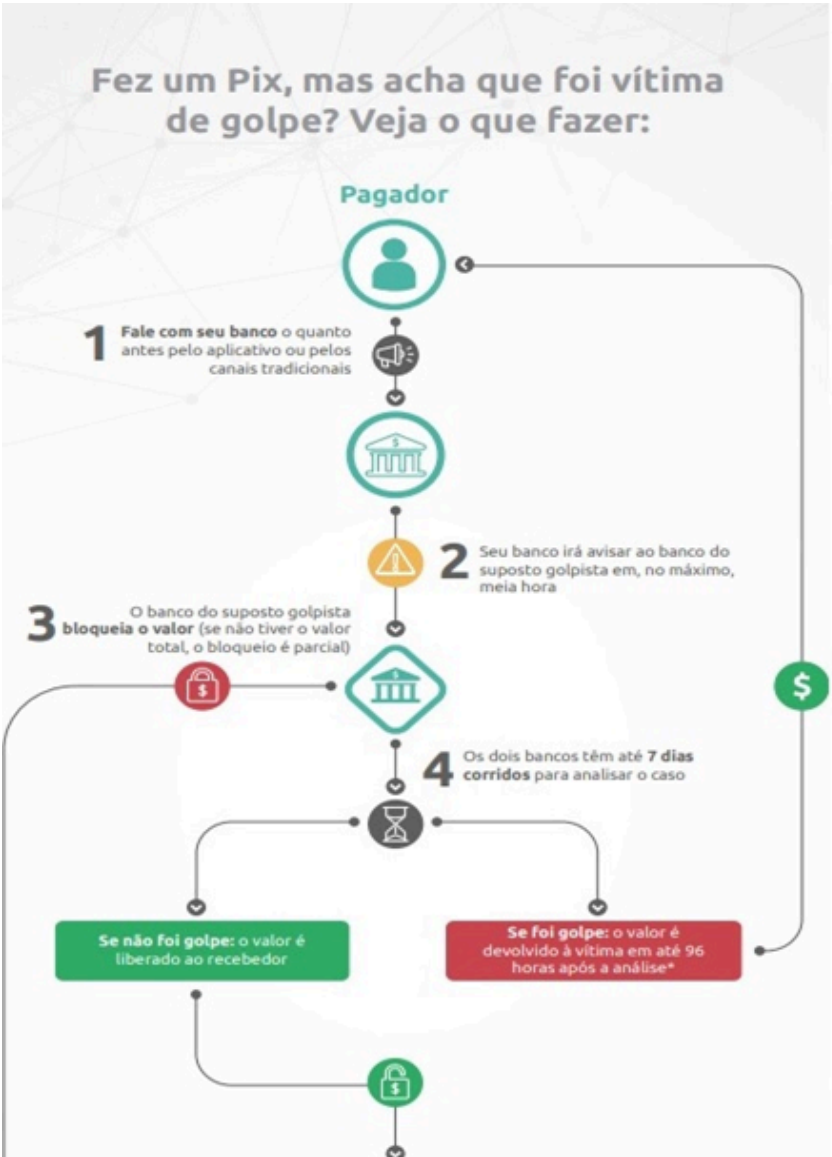 Fez um Pix, mas acha que foi vítima
de golpe? Veja o que fazer:
Pagador
1
Fale com seu banco o quanto
antes pelo aplicativo ou pelos
canais tradicionais
$
2
Seu banco irá avisar ao banco do
suposto golpista em, no máximo,
meia hora
3
O banco do suposto golpista
bloqueia o valor (se não tiver o valor
total, o bloqueio é parcial)
$
$
$
4
Os dois bancos têm até 7 dias
corridos para analisar o caso
Se não foi golpe: o valor é
liberado ao recebedor
Se foi golpe: o valor é
devolvido à vítima em até 96
horas após a análise*
$